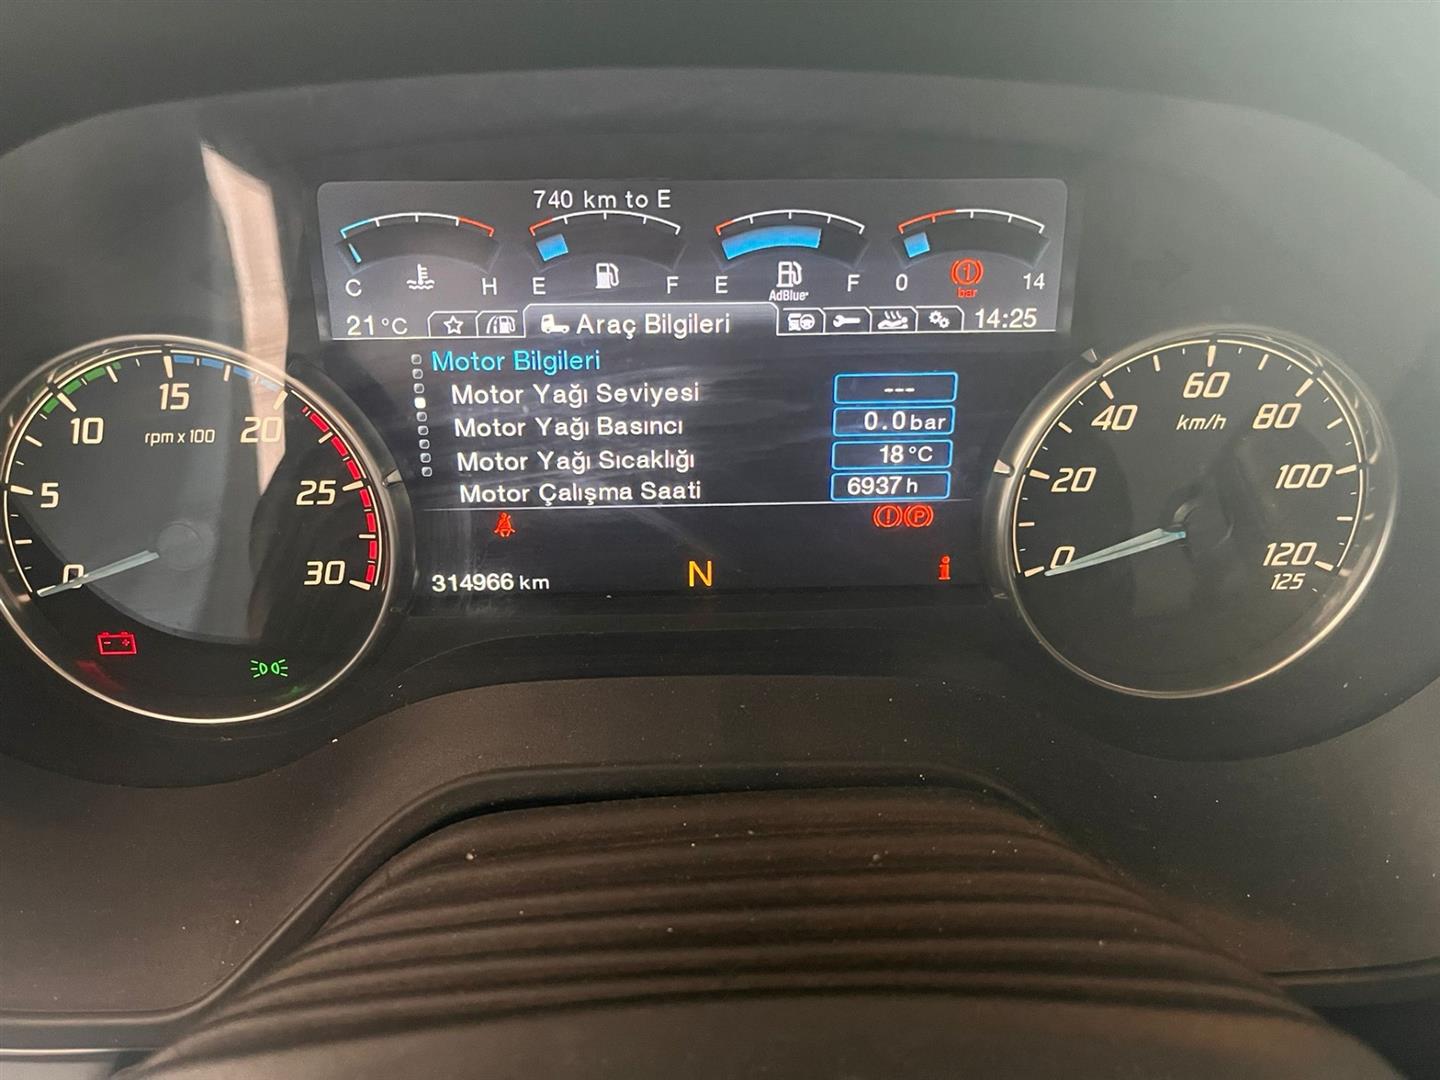 740 km to E
C H E F E F 0 14
AdBlue
bar
21 °C Araç Bilgileri 14:25
Motor Bilgileri
Motor Yağı Seviyesi ---
Motor Yağı Basıncı 0.0 bar
Motor Yağı Sıcaklığı 18 °C
Motor Çalışma Saati 6937 h
314966 km N i
0 5 10 15 20 25 30
rpm x 100
0 20 40 60 80 100 120
125
km/h